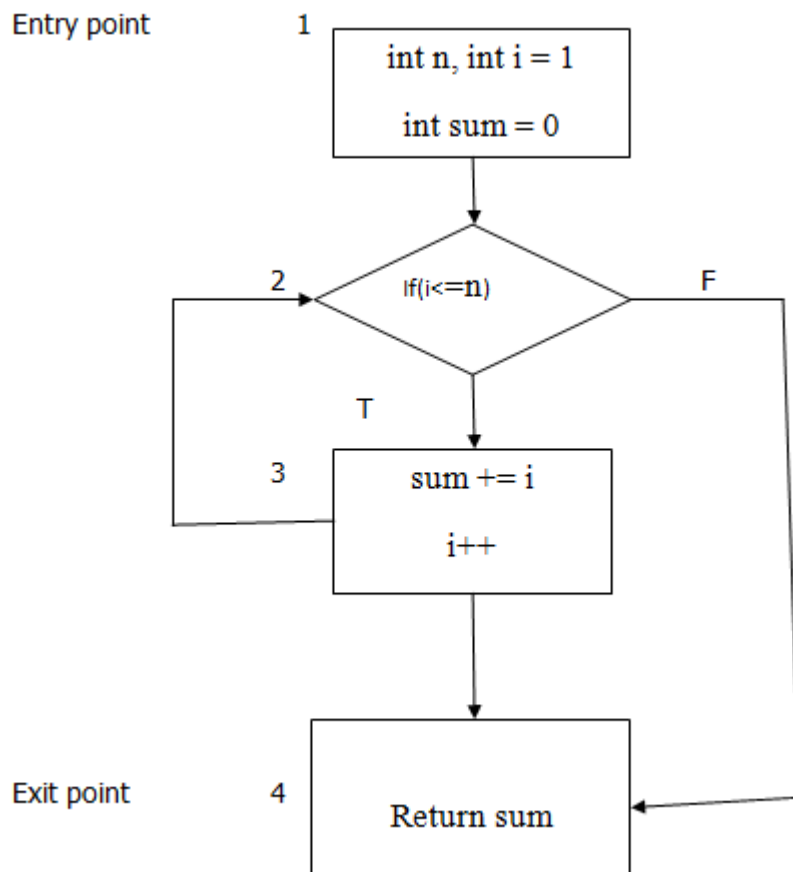 Entry point 1
int n, int i = 1
int sum = 0
2 If(i<=n) F
T
3 sum += i
i++
Exit point 4
Return sum